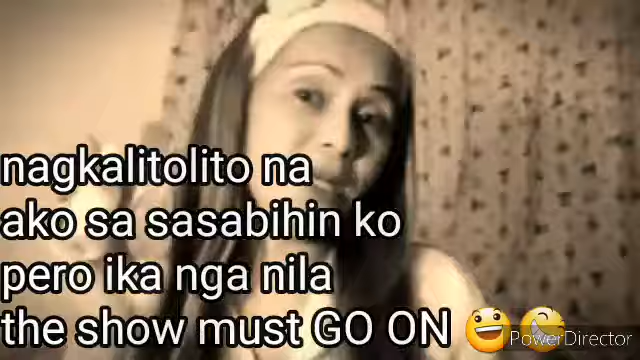 nagkalitolito na
ako sa sasabihin ko
pero ika nga nila
the show must GO ON 😃😅
PowerDirector